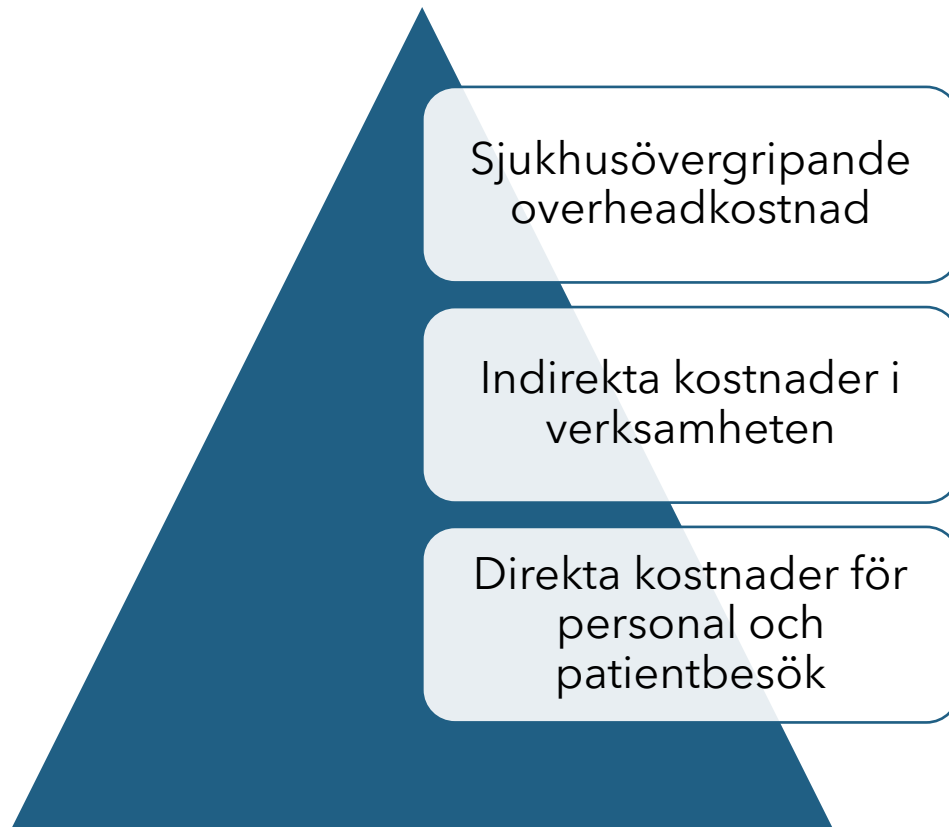 Sjukhusövergripande
overheadkostnad
Indirekta kostnader i
verksamheten
Direkta kostnader för
personal och
patientbesök